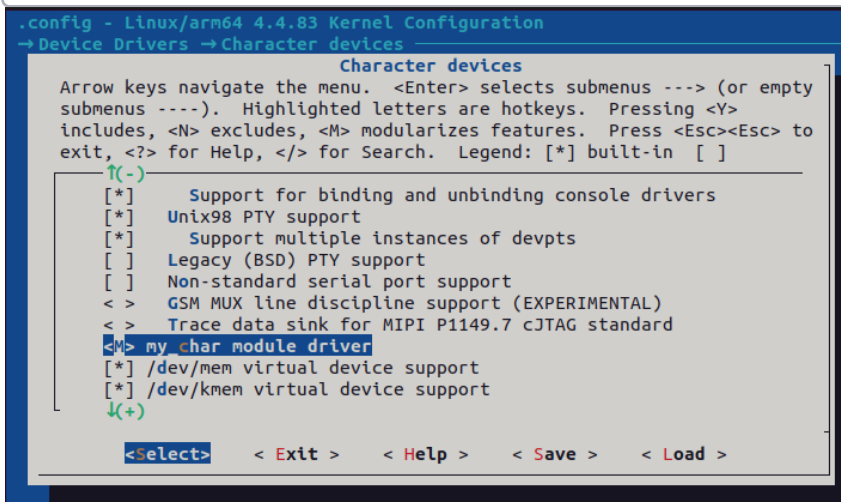 .config - Linux/arm64 4.4.83 Kernel Configuration
→ Device Drivers → Character devices
Character devices
Arrow keys navigate the menu.  <Enter> selects submenus ---> (or empty
submenus ----).  Highlighted letters are hotkeys.  Pressing <Y>
includes, <N> excludes, <M> modularizes features.  Press <Esc><Esc> to
exit, <?> for Help, </> for Search.  Legend: [*] built-in  [ ]
↑(-)
[*]     Support for binding and unbinding console drivers
[*]   Unix98 PTY support
[*]     Support multiple instances of devpts
[ ]   Legacy (BSD) PTY support
[ ]   Non-standard serial port support
< >   GSM MUX line discipline support (EXPERIMENTAL)
< >   Trace data sink for MIPI P1149.7 cJTAG standard
<M> my_char module driver
[*] /dev/mem virtual device support
[*] /dev/kmem virtual device support
↓(+)
<Select>    < Exit >    < Help >    < Save >    < Load >